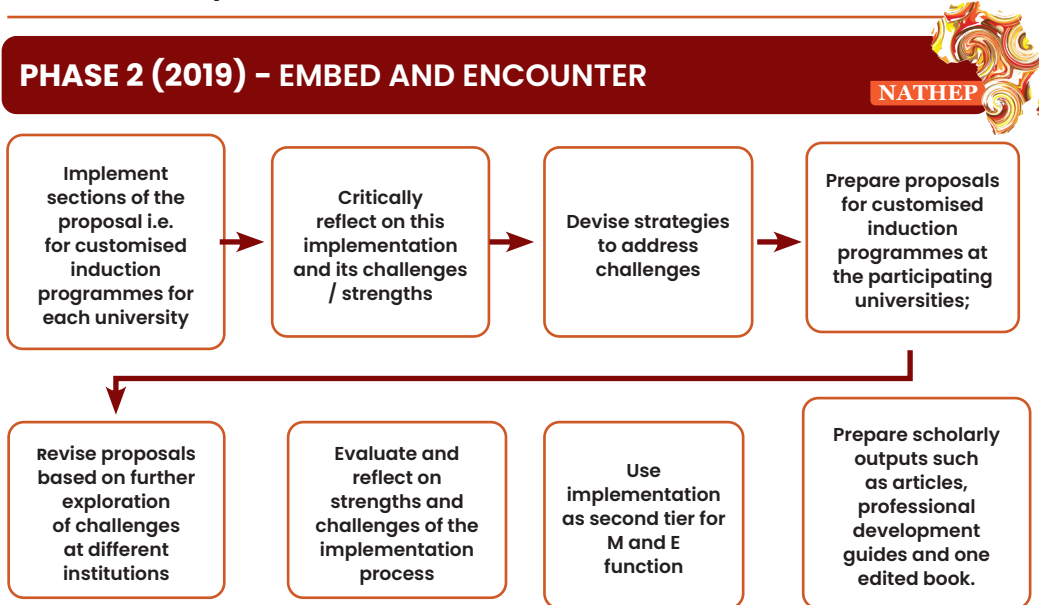 PHASE 2 (2019) – EMBED AND ENCOUNTER
NATHEP
Implement
sections of the
proposal i.e.
for customised
induction
programmes for
each university
Critically
reflect on this
implementation
and its challenges
/ strengths
Devise strategies
to address
challenges
Prepare proposals
for customised
induction
programmes at
the participating
universities;
Revise proposals
based on further
exploration
of challenges
at different
institutions
Evaluate and
reflect on
strengths and
challenges of the
implementation
process
Use
implementation
as second tier for
M and E
function
Prepare scholarly
outputs such
as articles,
professional
development
guides and one
edited book.